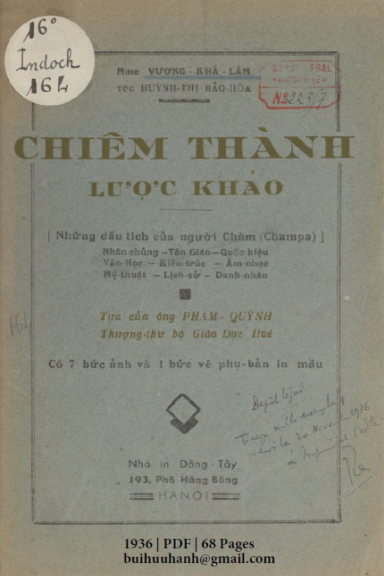 16°
Indoch
164
Mme VƯƠNG - KHẢ - LÂM
TỨC HUỲNH-THỊ BẢO-HÒA
DEPOT LEGAL
INDOCHINE
CHIÊM THÀNH
LƯỢC KHẢO
[ Những dấu tích của người Chàm (Champa) ]
Nhân chủng — Tôn Giáo — Quốc hiệu
Văn-Học — Kiến-trúc — Âm-nhạc
Mỹ-thuật — Lịch-sử — Danh-nhân
Tựa của ông PHẠM - QUỲNH
Thượng-thư bộ Giáo Dục Huế
Có 7 bức ảnh và 1 bức vẽ phụ-bản in mầu
Nhà in Đông-Tây
193, Phố Hàng Bông
HANOI
1936 | PDF | 68 Pages
buihuuhanh@gmail.com